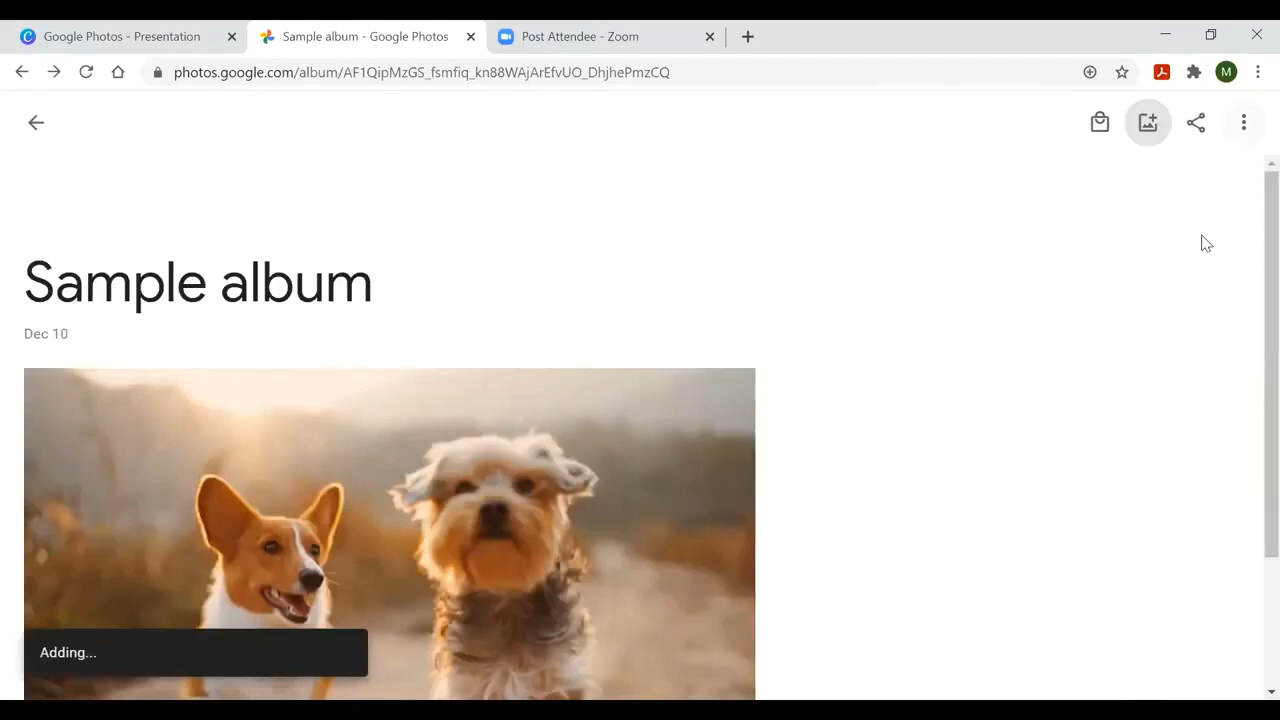 Google Photos - Presentation
Sample album - Google Photos
Post Attendee - Zoom
photos.google.com/album/AF1QipMzGS_fsmfiq_kn88WAjArEfvUO_DhjhePmzCQ
M
Sample album
Dec 10
Adding...